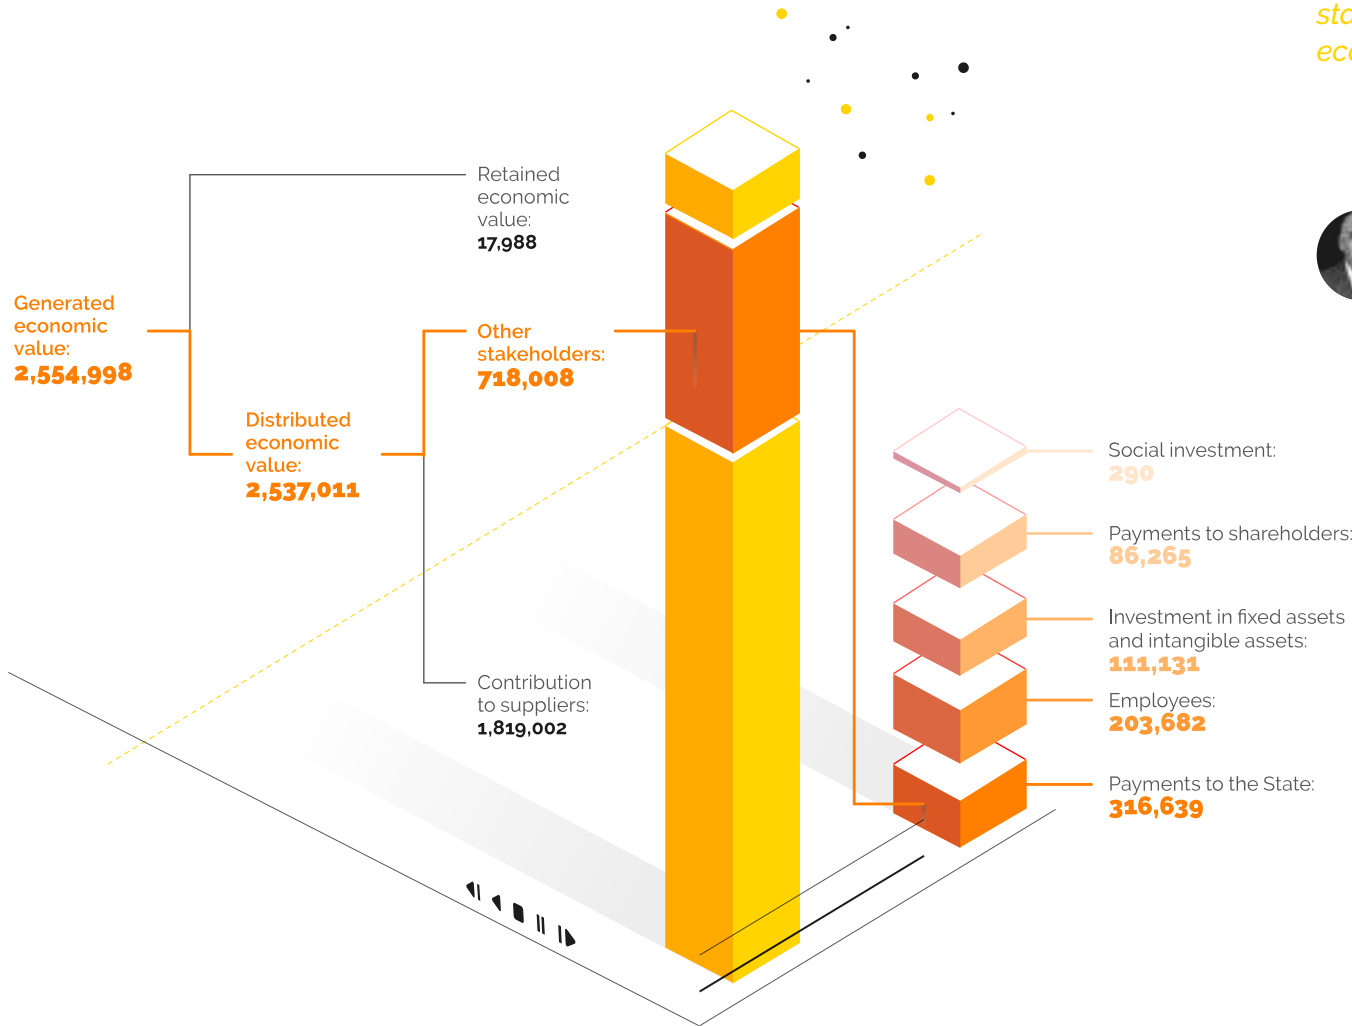 Retained
economic
value:
17,988
Generated
economic
value:
2,554,998
Other
stakeholders:
718,008
Distributed
economic
value:
2,537,011
Contribution
to suppliers:
1,819,002
Social investment:
290
Payments to shareholders:
86,265
Investment in fixed assets
and intangible assets:
111,131
Employees:
203,682
Payments to the State:
316,639